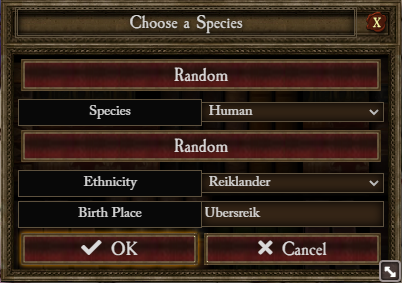 Choose a Species
X
Random
Species Human
Random
Ethnicity Reiklander
Birth Place Ubersreik
OK Cancel